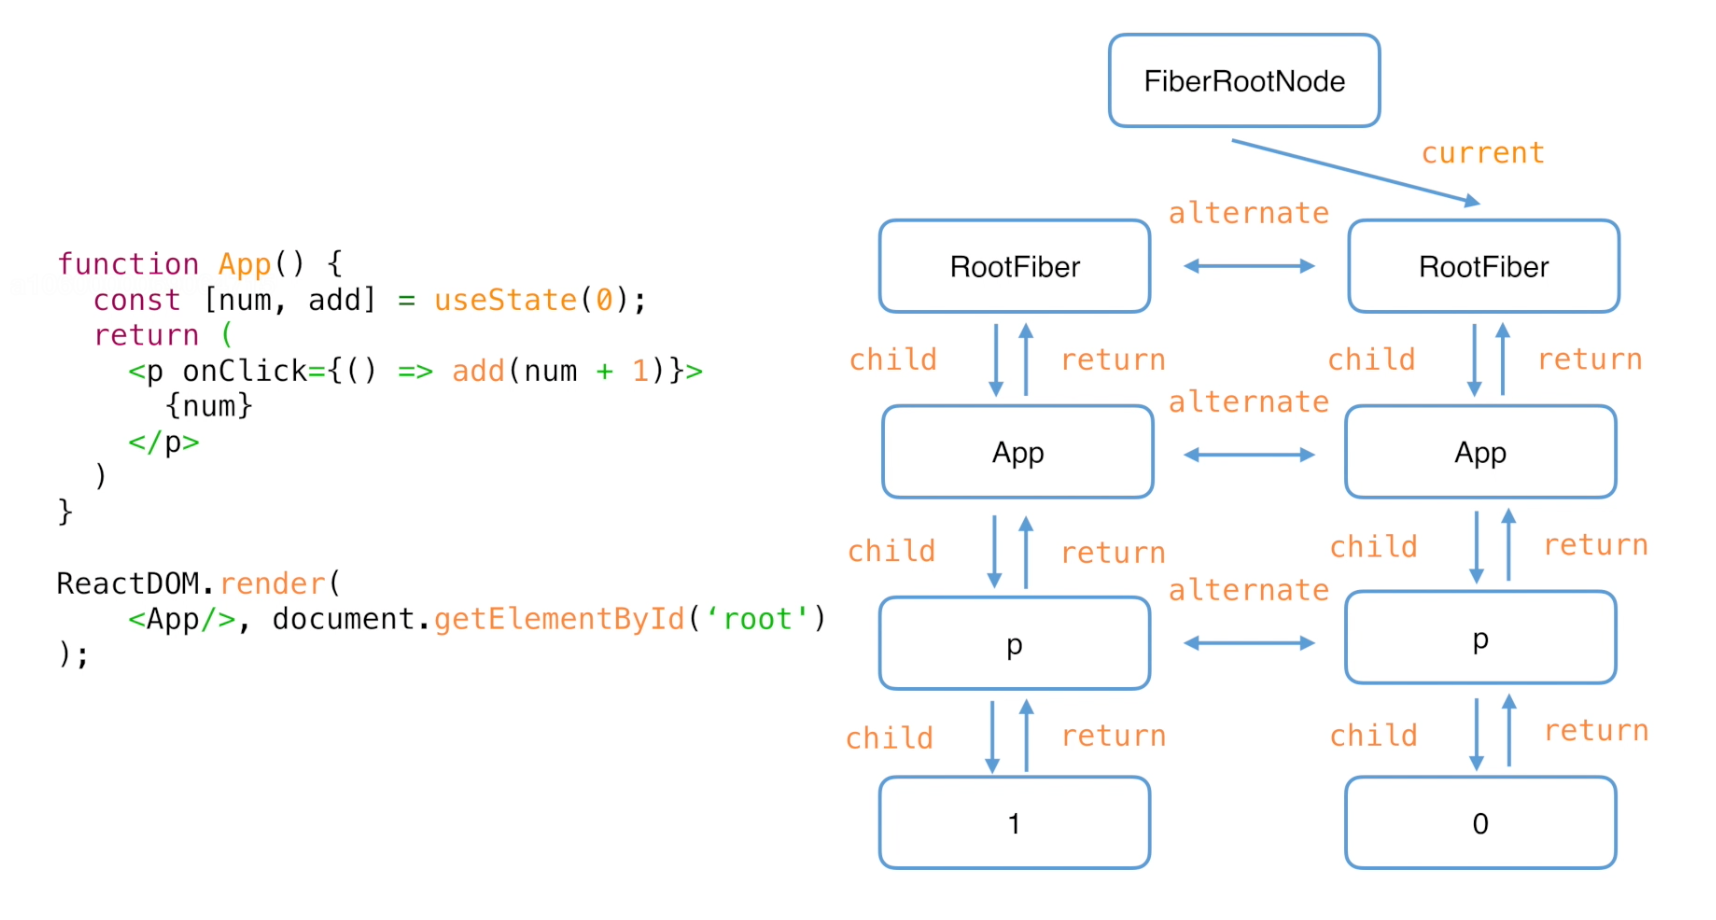 function App() {
  const [num, add] = useState(0);
  return (
    <p onClick={() => add(num + 1)}>
      {num}
    </p>
  )
}
ReactDOM.render(
    <App/>, document.getElementById(‘root')
);
FiberRootNode
current
alternate
RootFiber RootFiber
child return child return
alternate
App App
child return child return
alternate
p p
child return child return
1 0